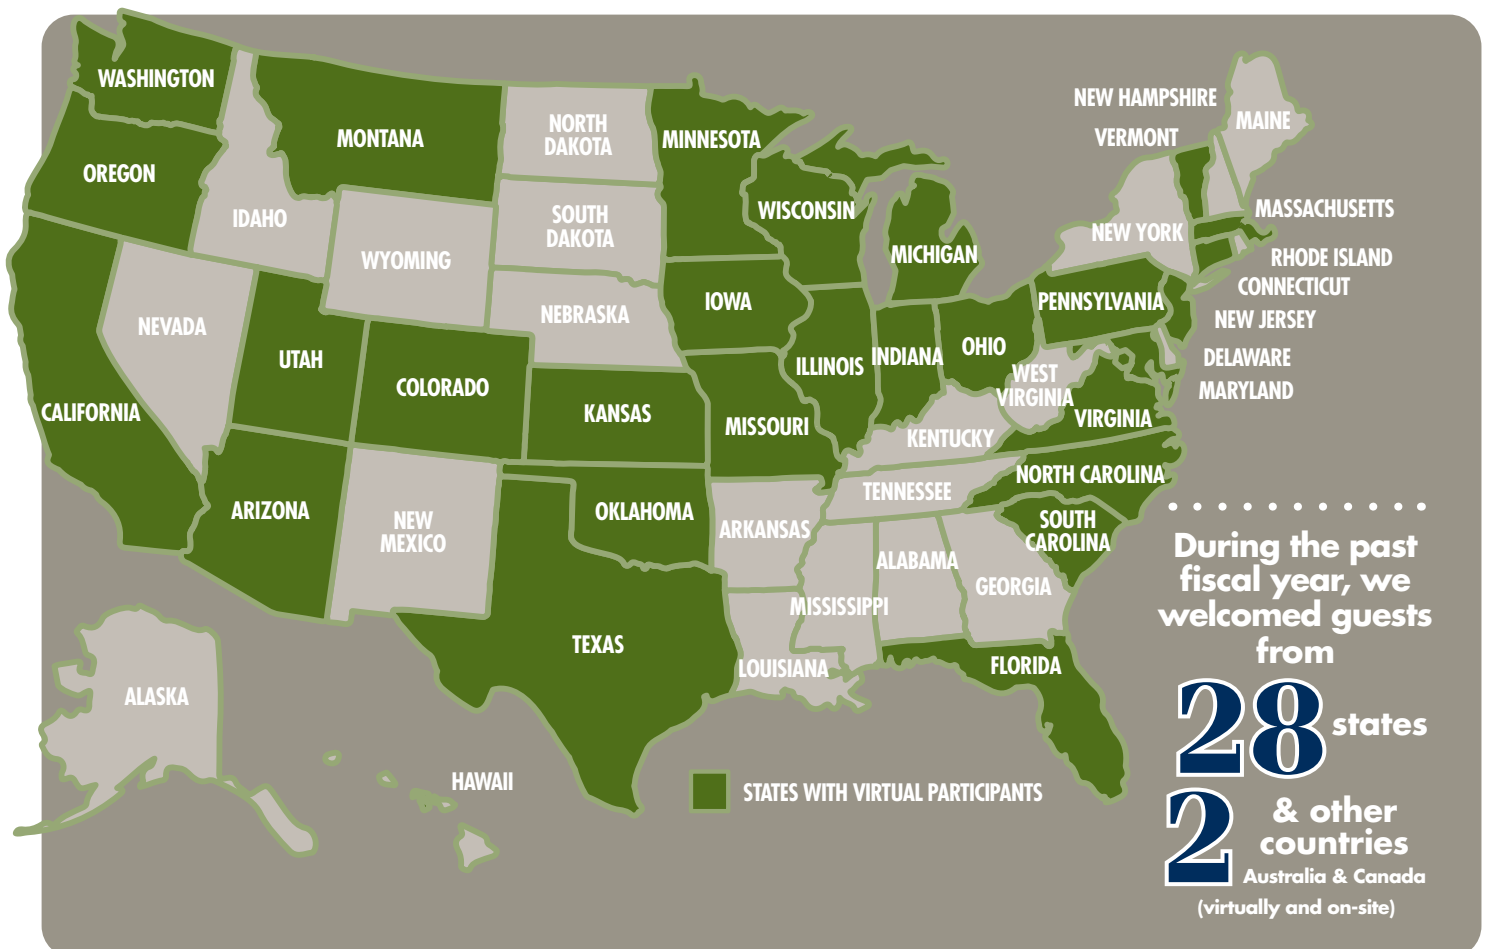 WASHINGTON
OREGON
CALIFORNIA
MONTANA
IDAHO
NEVADA
WYOMING
UTAH
COLORADO
ARIZONA
NEW
MEXICO
NORTH
DAKOTA
SOUTH
DAKOTA
NEBRASKA
KANSAS
OKLAHOMA
TEXAS
MINNESOTA
IOWA
MISSOURI
ARKANSAS
LOUISIANA
WISCONSIN
ILLINOIS
MICHIGAN
INDIANA
OHIO
KENTUCKY
TENNESSEE
MISSISSIPPI
ALABAMA
GEORGIA
FLORIDA
SOUTH
CAROLINA
NORTH CAROLINA
VIRGINIA
WEST
VIRGINIA
PENNSYLVANIA
NEW YORK
NEW HAMPSHIRE
VERMONT
MAINE
MASSACHUSETTS
RHODE ISLAND
CONNECTICUT
NEW JERSEY
DELAWARE
MARYLAND
ALASKA
HAWAII
STATES WITH VIRTUAL PARTICIPANTS
During the past
fiscal year, we
welcomed guests
from
28 states
2 & other
countries
Australia & Canada
(virtually and on-site)